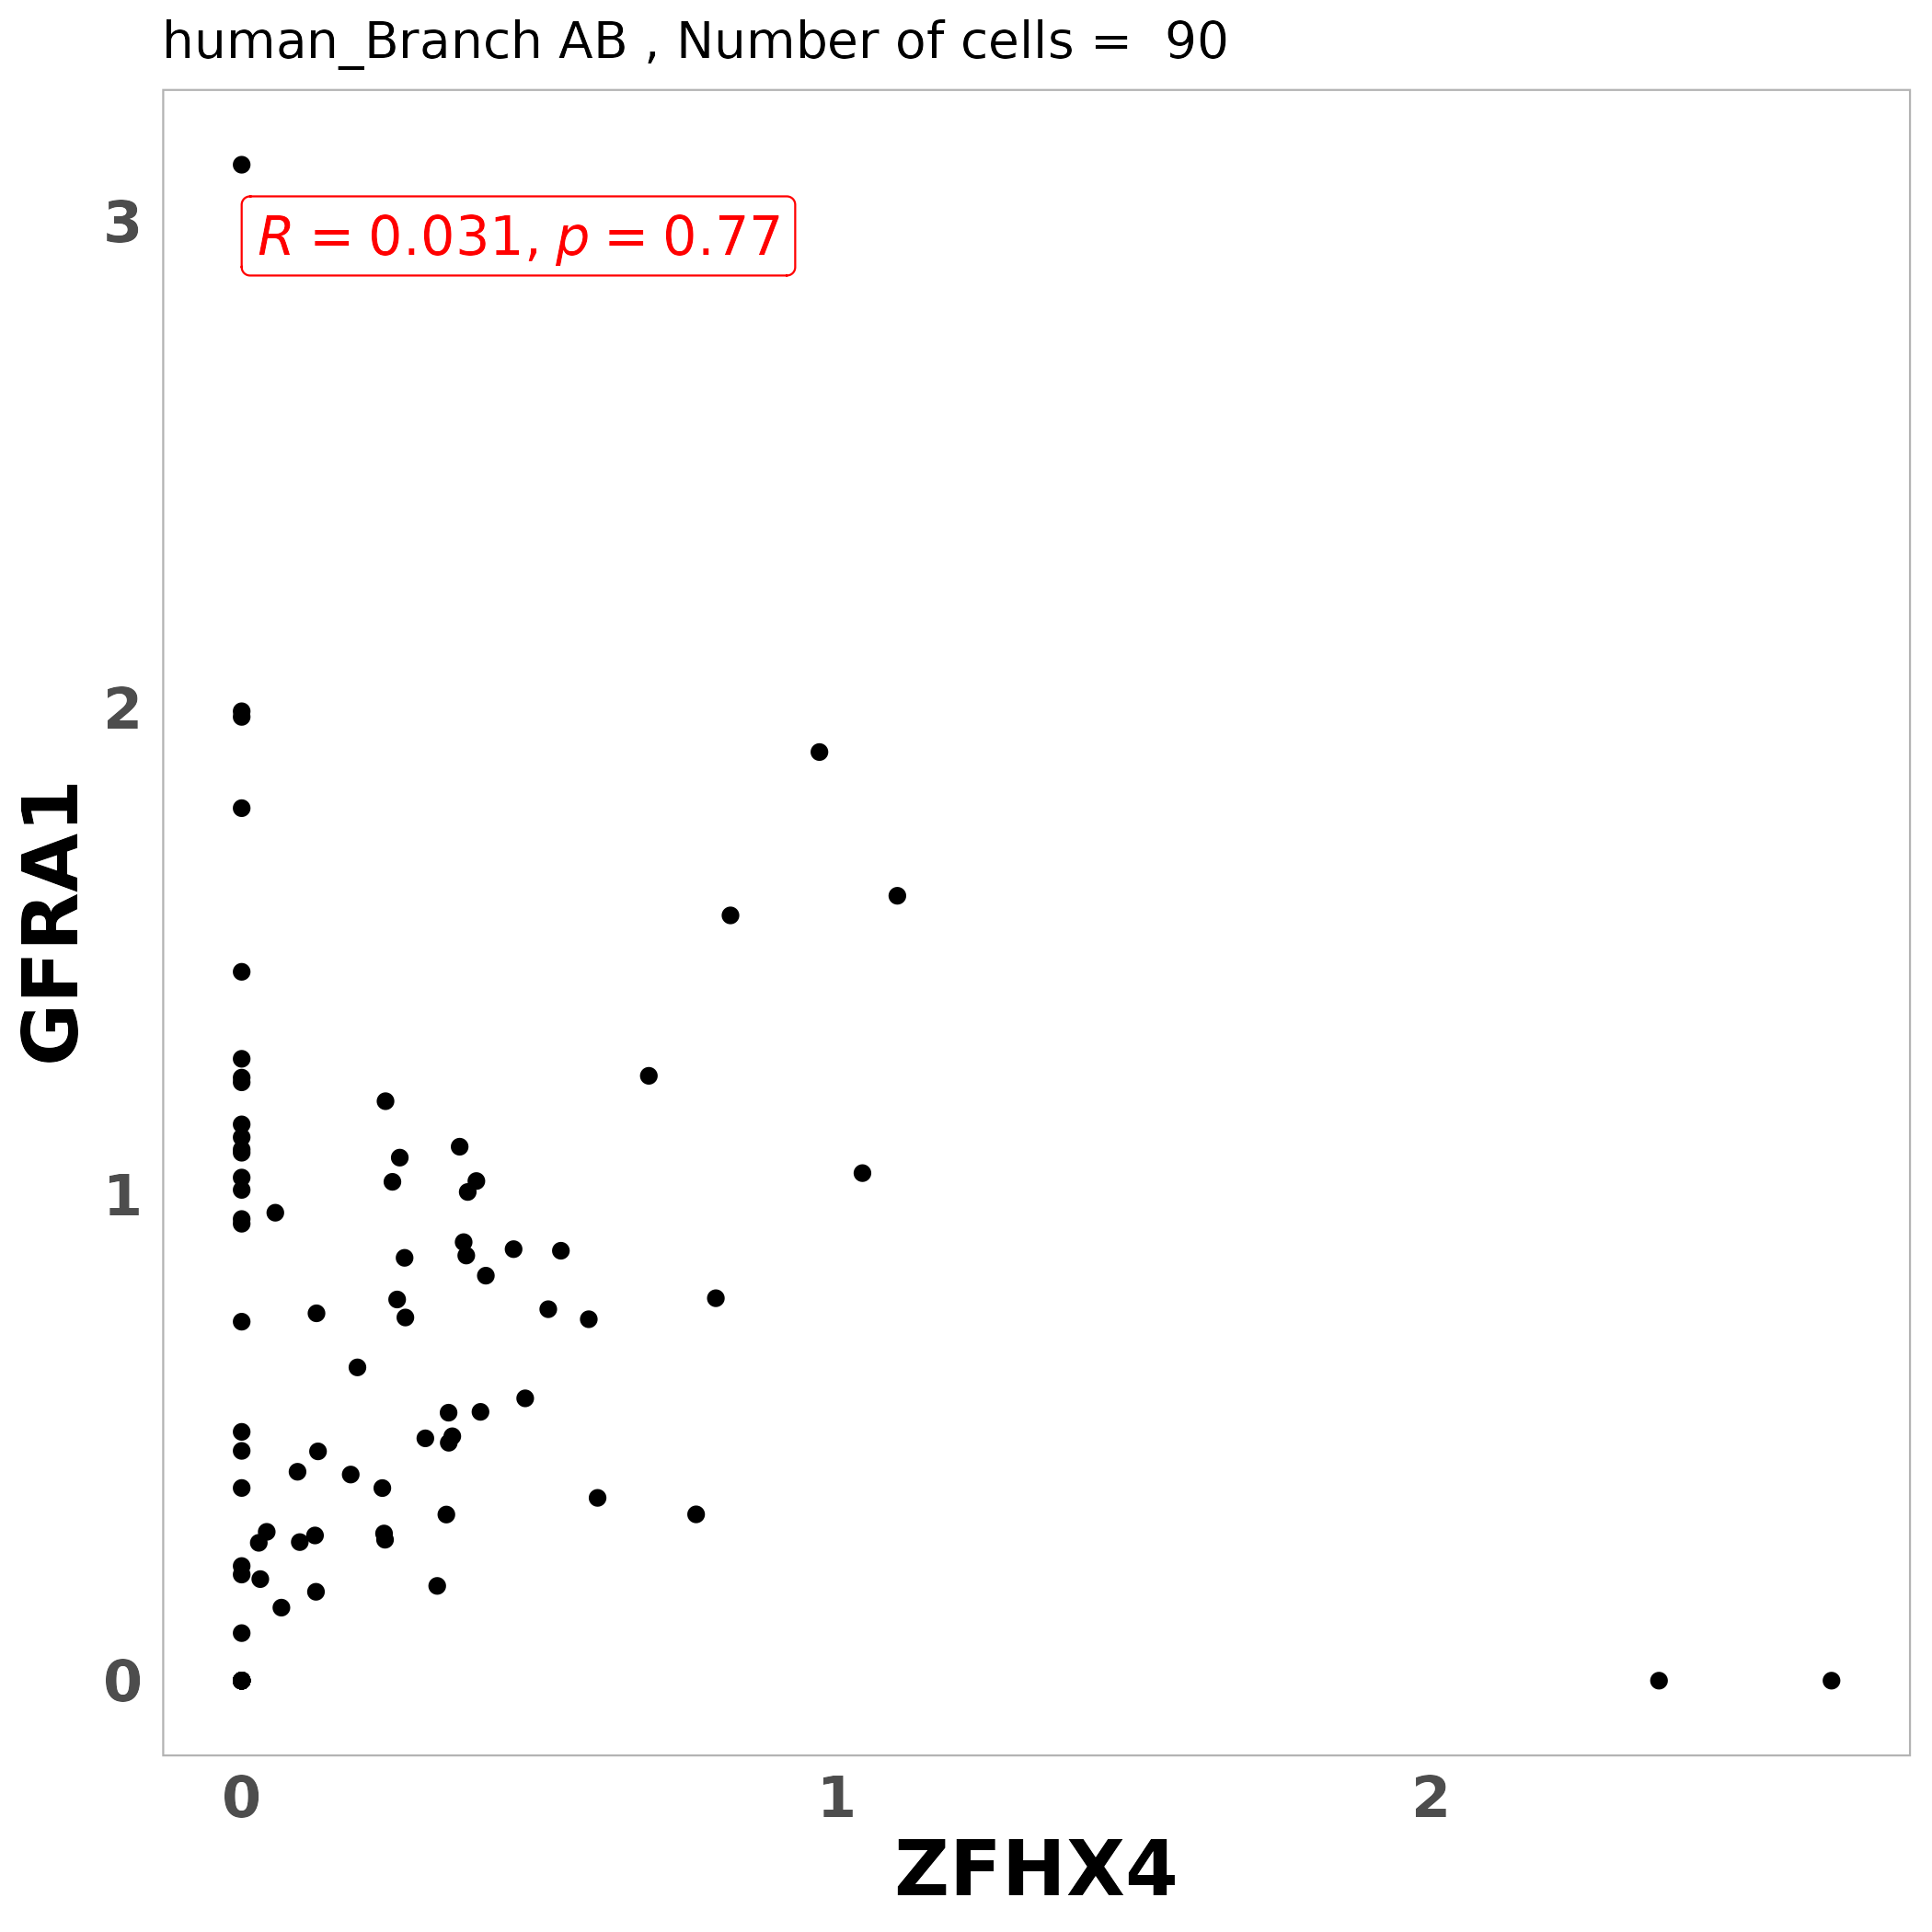 human_Branch AB , Number of cells =  90
R = 0.031, p = 0.77
3
2
1
0
GFRA1
0 1 2
ZFHX4